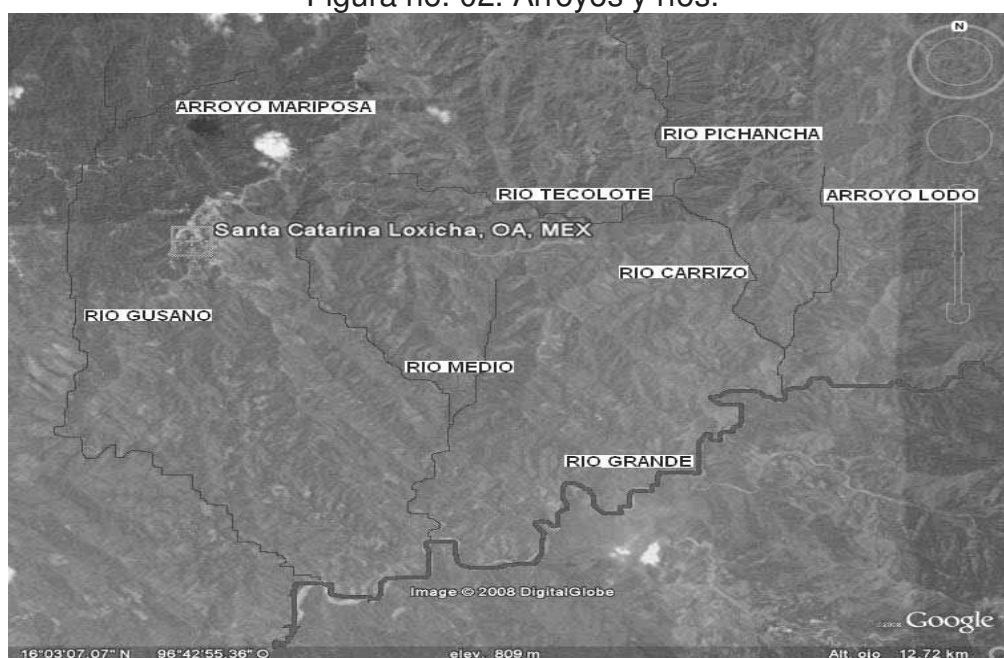 Figura no. 02. Arroyos y ríos.
N
ARROYO MARIPOSA
RIO PICHANCHA
RIO TECOLOTE
ARROYO LODO
Santa Catarina Loxicha, OA, MEX
RIO CARRIZO
RIO GUSANO
RIO MEDIO
RIO GRANDE
Image © 2008 DigitalGlobe
Google
16°03'07.07" N 96°42'55.36" O elev. 809 m Alt. ojo 12.72 km